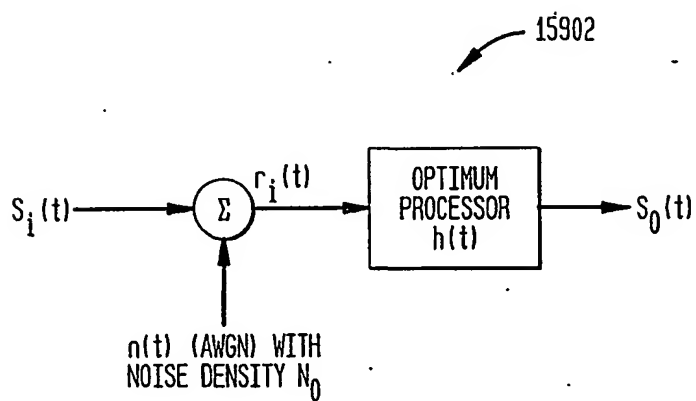 15902
S_i(t)
Σ
r_i(t)
OPTIMUM
PROCESSOR
h(t)
S_0(t)
n(t) (AWGN) WITH
NOISE DENSITY N_0